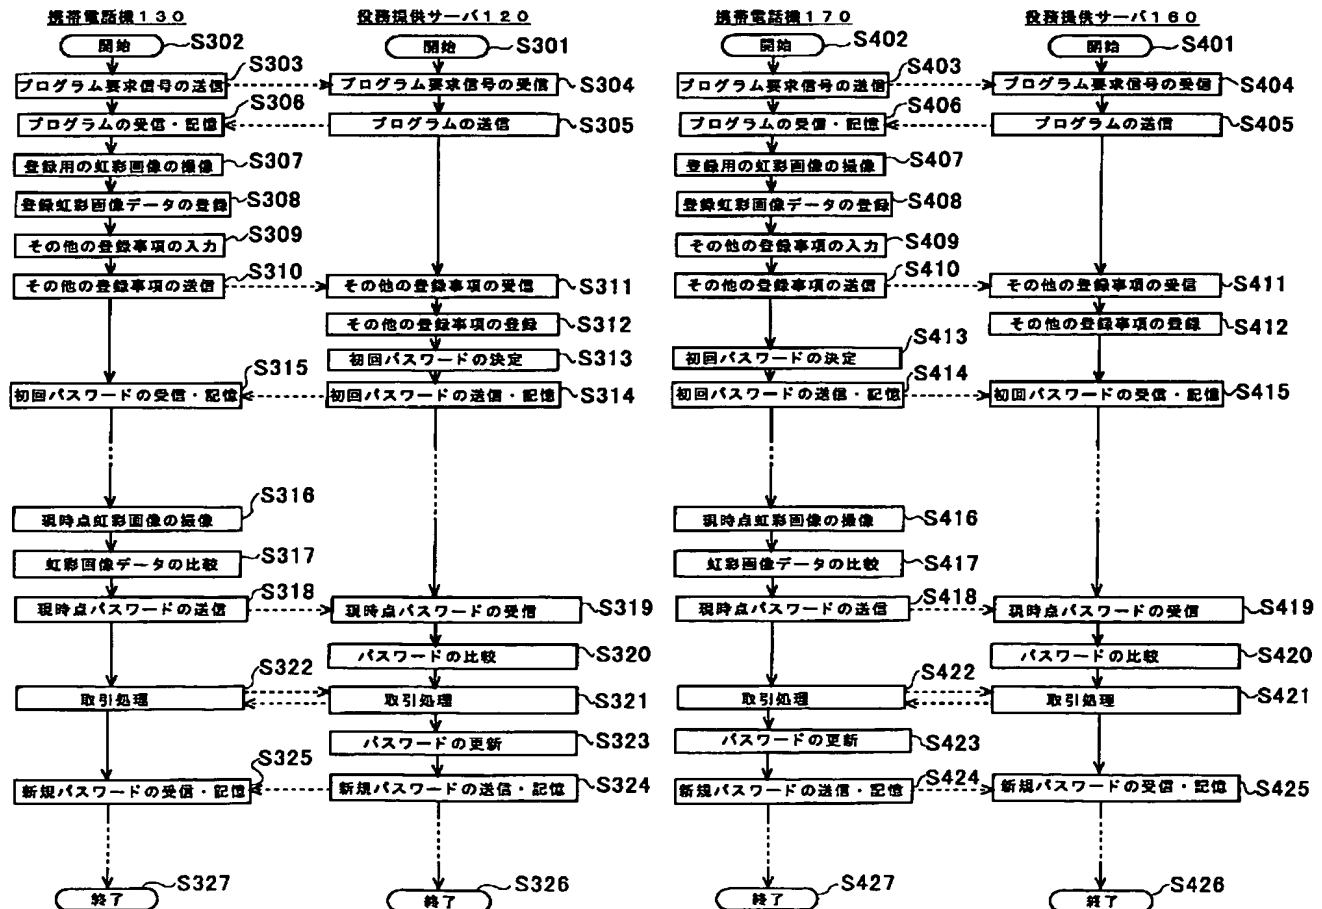 携帯電話機130
開始
S302
プログラム要求信号の送信
S303
プログラムの受信・記憶
S306
登録用の虹彩画像の撮像
S307
登録虹彩画像データの登録
S308
その他の登録事項の入力
S309
その他の登録事項の送信
S310
初回パスワードの受信・記憶
S315
現時点虹彩画像の撮像
S316
虹彩画像データの比較
S317
現時点パスワードの送信
S318
取引処理
S322
新規パスワードの受信・記憶
S325
終了
S327
役務提供サーバ120
開始
S301
プログラム要求信号の受信
S304
プログラムの送信
S305
その他の登録事項の受信
S311
その他の登録事項の登録
S312
初回パスワードの決定
S313
初回パスワードの送信・記憶
S314
現時点パスワードの受信
S319
パスワードの比較
S320
取引処理
S321
パスワードの更新
S323
新規パスワードの送信・記憶
S324
終了
S326
携帯電話機170
開始
S402
プログラム要求信号の送信
S403
プログラムの受信・記憶
S406
登録用の虹彩画像の撮像
S407
登録虹彩画像データの登録
S408
その他の登録事項の入力
S409
その他の登録事項の送信
S410
初回パスワードの決定
S413
初回パスワードの送信・記憶
S414
現時点虹彩画像の撮像
S416
虹彩画像データの比較
S417
現時点パスワードの送信
S418
取引処理
S422
パスワードの更新
S423
新規パスワードの送信・記憶
S424
終了
S427
役務提供サーバ160
開始
S401
プログラム要求信号の受信
S404
プログラムの送信
S405
その他の登録事項の受信
S411
その他の登録事項の登録
S412
初回パスワードの受信・記憶
S415
現時点パスワードの受信
S419
パスワードの比較
S420
取引処理
S421
新規パスワードの受信・記憶
S425
終了
S426